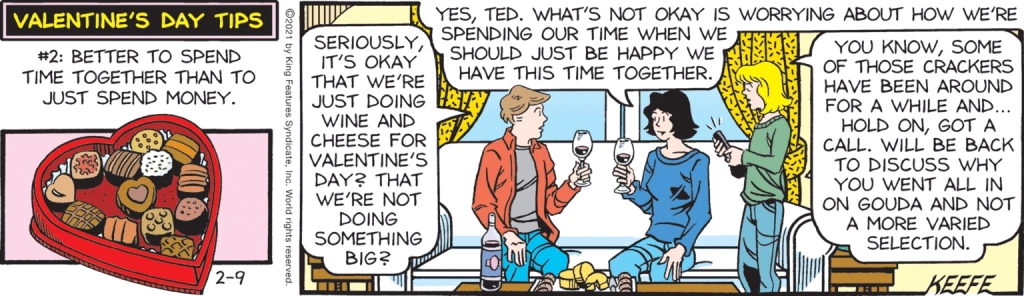 VALENTINE'S DAY TIPS
#2: BETTER TO SPEND
TIME TOGETHER THAN TO
JUST SPEND MONEY.
2-9
©2021 by King Features Syndicate, Inc. World rights reserved.
SERIOUSLY,
IT'S OKAY
THAT WE'RE
JUST DOING
WINE AND
CHEESE FOR
VALENTINE'S
DAY? THAT
WE'RE NOT
DOING
SOMETHING
BIG?
YES, TED. WHAT'S NOT OKAY IS WORRYING ABOUT HOW WE'RE
SPENDING OUR TIME WHEN WE
SHOULD JUST BE HAPPY WE
HAVE THIS TIME TOGETHER.
YOU KNOW, SOME
OF THOSE CRACKERS
HAVE BEEN AROUND
FOR A WHILE AND...
HOLD ON, GOT A
CALL. WILL BE BACK
TO DISCUSS WHY
YOU WENT ALL IN
ON GOUDA AND NOT
A MORE VARIED
SELECTION.
KEEFE